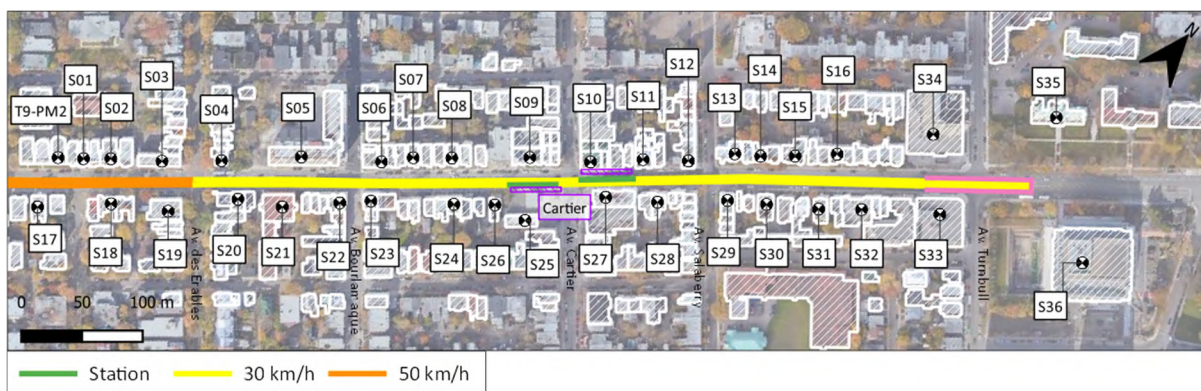 N
S12
S03
S07
S14
S16
S34
S35
S01
T9-PM2
S02
S04
S05
S06
S08
S09
S10
S11
S13
S15
Cartier
S17
S18
S19
S20
S21
S22
S23
S24
S26
S25
S27
S28
S29
S30
S31
S32
S33
S36
Av. des Érables
Av. Bourlamaque
Av. Cartier
Av. Salaberry
Av. Turnbull
0 50 100 m
Station 30 km/h 50 km/h